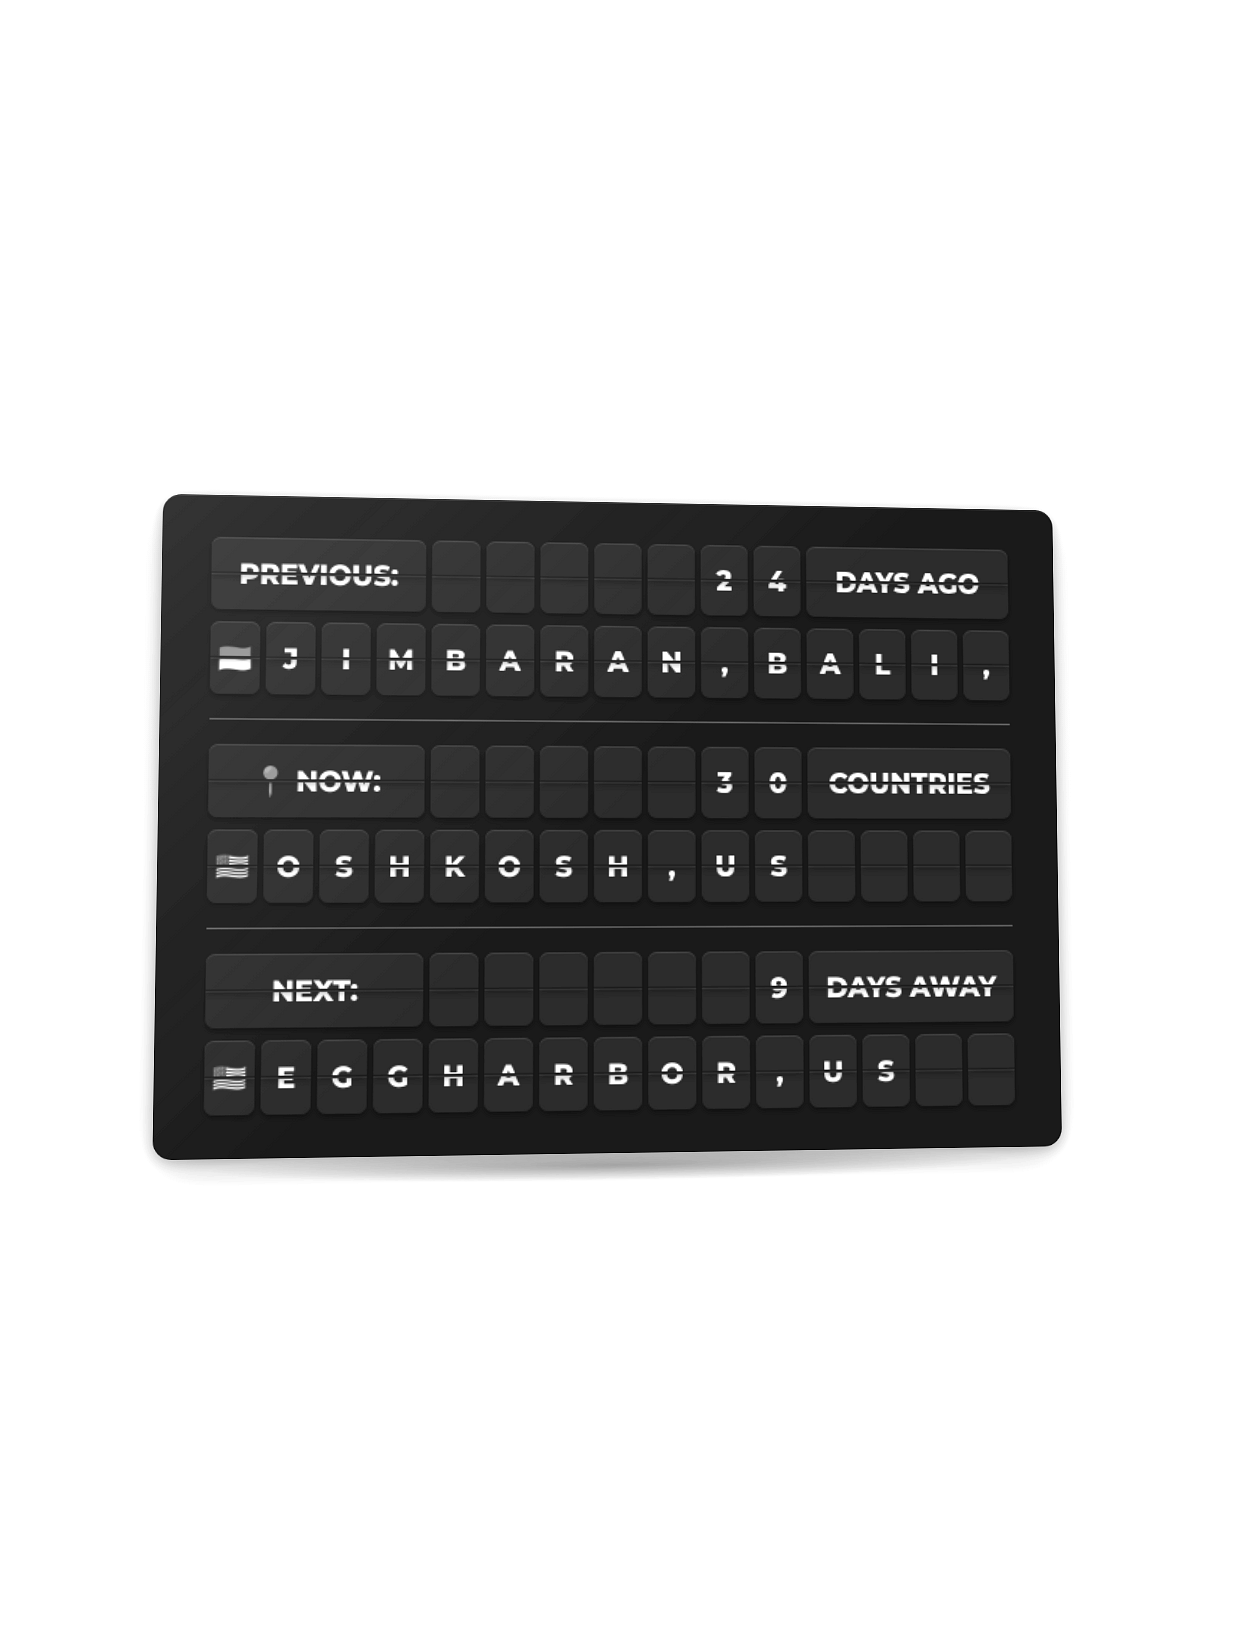 PREVIOUS: 24 DAYS AGO
🇮🇩JIMBARAN,BALI,
📍 NOW: 30 COUNTRIES
🇺🇸OSHKOSH,US
NEXT: 9 DAYS AWAY
🇺🇸EGGHARBOR,US